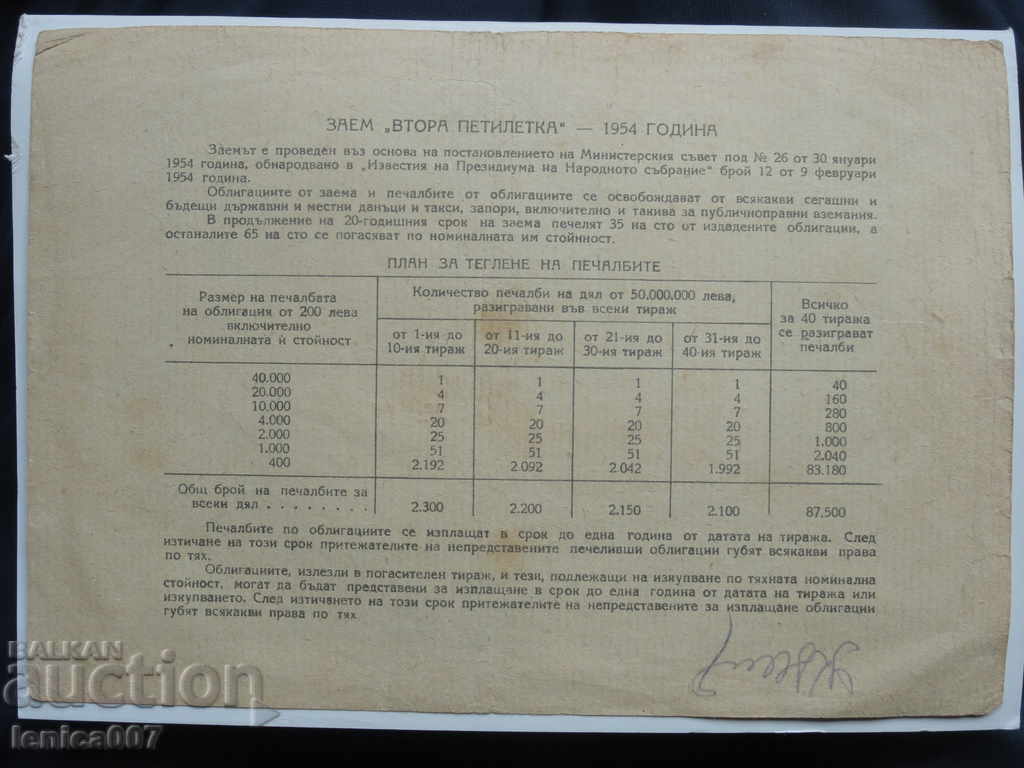 ЗАЕМ „ВТОРА ПЕТИЛЕТКА“ — 1954 ГОДИНА
Заемът е проведен въз основа на постановлението на Министерския съвет под № 26 от 30 януари
1954 година, обнародвано в „Известия на Президиума на Народното събрание“ брой 12 от 9 февруари
1954 година.
Облигациите от заема и печалбите от облигациите се освобождават от всякакви сегашни и
бъдещи държавни и местни данъци и такси, запори, включително и такива за публичноправни вземания.
В продължение на 20-годишния срок на заема печелят 35 на сто от издадените облигации, а
останалите 65 на сто се погасяват по номиналната им стойнност.
ПЛАН ЗА ТЕГЛЕНЕ НА ПЕЧАЛБИТЕ
Размер на печалбата
на облигация от 200 лева
включително
номиналната ѝ стойност
Количество печалби на дял от 50,000,000 лева,
разигравани във всеки тираж
от 1-ия до
10-ия тираж
от 11-ия до
20-ия тираж
от 21-ия до
30-ия тираж
от 31-ия до
40-ия тираж
Всичко
за 40 тиража
се разиграват
печалби
40.000 1 1 1 1 40
20.000 4 4 4 4 160
10.000 7 7 7 7 280
4.000 20 20 20 20 800
2.000 25 25 25 25 1.000
1.000 51 51 51 51 2.040
400 2.192 2.092 2.042 1.992 83.180
Общ брой на печалбите за
всеки дял . . . . . . . . 2.300 2.200 2.150 2.100 87.500
Печалбите по облигациите се изплащат в срок до една година от датата на тиража. След
изтичане на този срок притежателите на непредставените печеливши облигации губят всякакви права
по тях.
Облигациите, излезли в погасителен тираж, и тези, подлежащи на изкупване по тяхната номинална
стойност, могат да бъдат представени за изплащане в срок до една година от датата на тиража или
изкупването. След изтичането на този срок притежателите на непредставените за изплащане облигации
губят всякакви права по тях
BALKAN
auction
lenica007